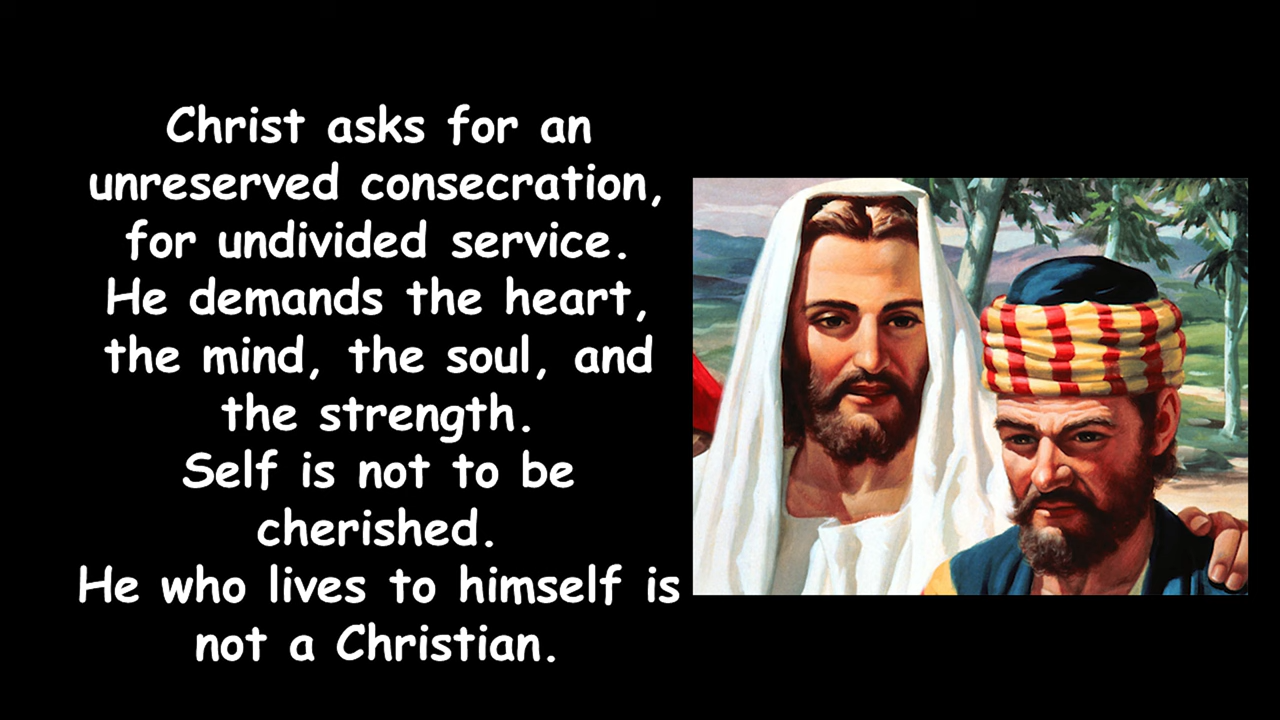 Christ asks for an
unreserved consecration,
for undivided service.
He demands the heart,
the mind, the soul, and
the strength.
Self is not to be
cherished.
He who lives to himself is
not a Christian.